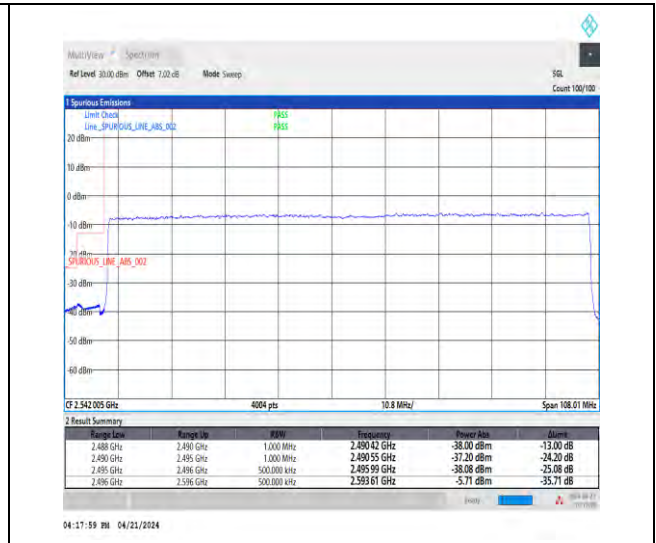 MultiView Spectrum
Ref Level 30.00 dBm Offset 7.02 dB Mode Sweep SGL
Count 100/100
1 Spurious Emissions
Limit Check PASS
Line _SPURIOUS_LINE_ABS_002 PASS
20 dBm
10 dBm
0 dBm
-10 dBm
-20 dBm
_SPURIOUS_LINE_ABS_002
-30 dBm
-40 dBm
-50 dBm
-60 dBm
CF 2.542 005 GHz 4004 pts 10.8 MHz/ Span 108.01 MHz
2 Result Summary
Range Low Range Up RBW Frequency Power Abs ΔLimit
2.488 GHz 2.490 GHz 1.000 MHz 2.490 42 GHz -38.00 dBm -13.00 dB
2.490 GHz 2.495 GHz 1.000 MHz 2.490 55 GHz -37.20 dBm -24.20 dB
2.495 GHz 2.496 GHz 500.000 kHz 2.495 99 GHz -38.08 dBm -25.08 dB
2.496 GHz 2.596 GHz 500.000 kHz 2.593 61 GHz -5.71 dBm -35.71 dB
04:17:59 PM 04/21/2024